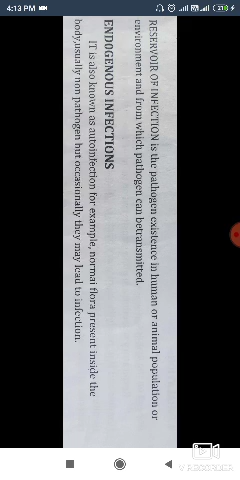 4:13 PM
RESERVOIR OF INFECTION is the pathogen existence in human or animal population or
environment and from which pathogen can betransmitted.
ENDOGENOUS INFECTIONS
IT is also known as autoinfection for example, normal flora present inside the
body,usually non pathogen but occasionally they may lead to infection.
V RECORDER